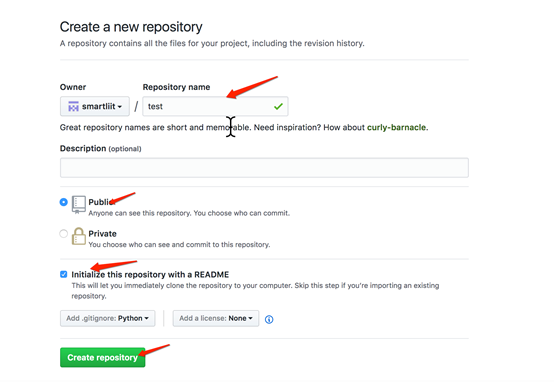 Create a new repository
A repository contains all the files for your project, including the revision history.
Owner Repository name
smartliit / test
Great repository names are short and memorable. Need inspiration? How about curly-barnacle.
Description (optional)
Public
Anyone can see this repository. You choose who can commit.
Private
You choose who can see and commit to this repository.
Initialize this repository with a README
This will let you immediately clone the repository to your computer. Skip this step if you're importing an existing
repository.
Add .gitignore: Python Add a license: None
Create repository